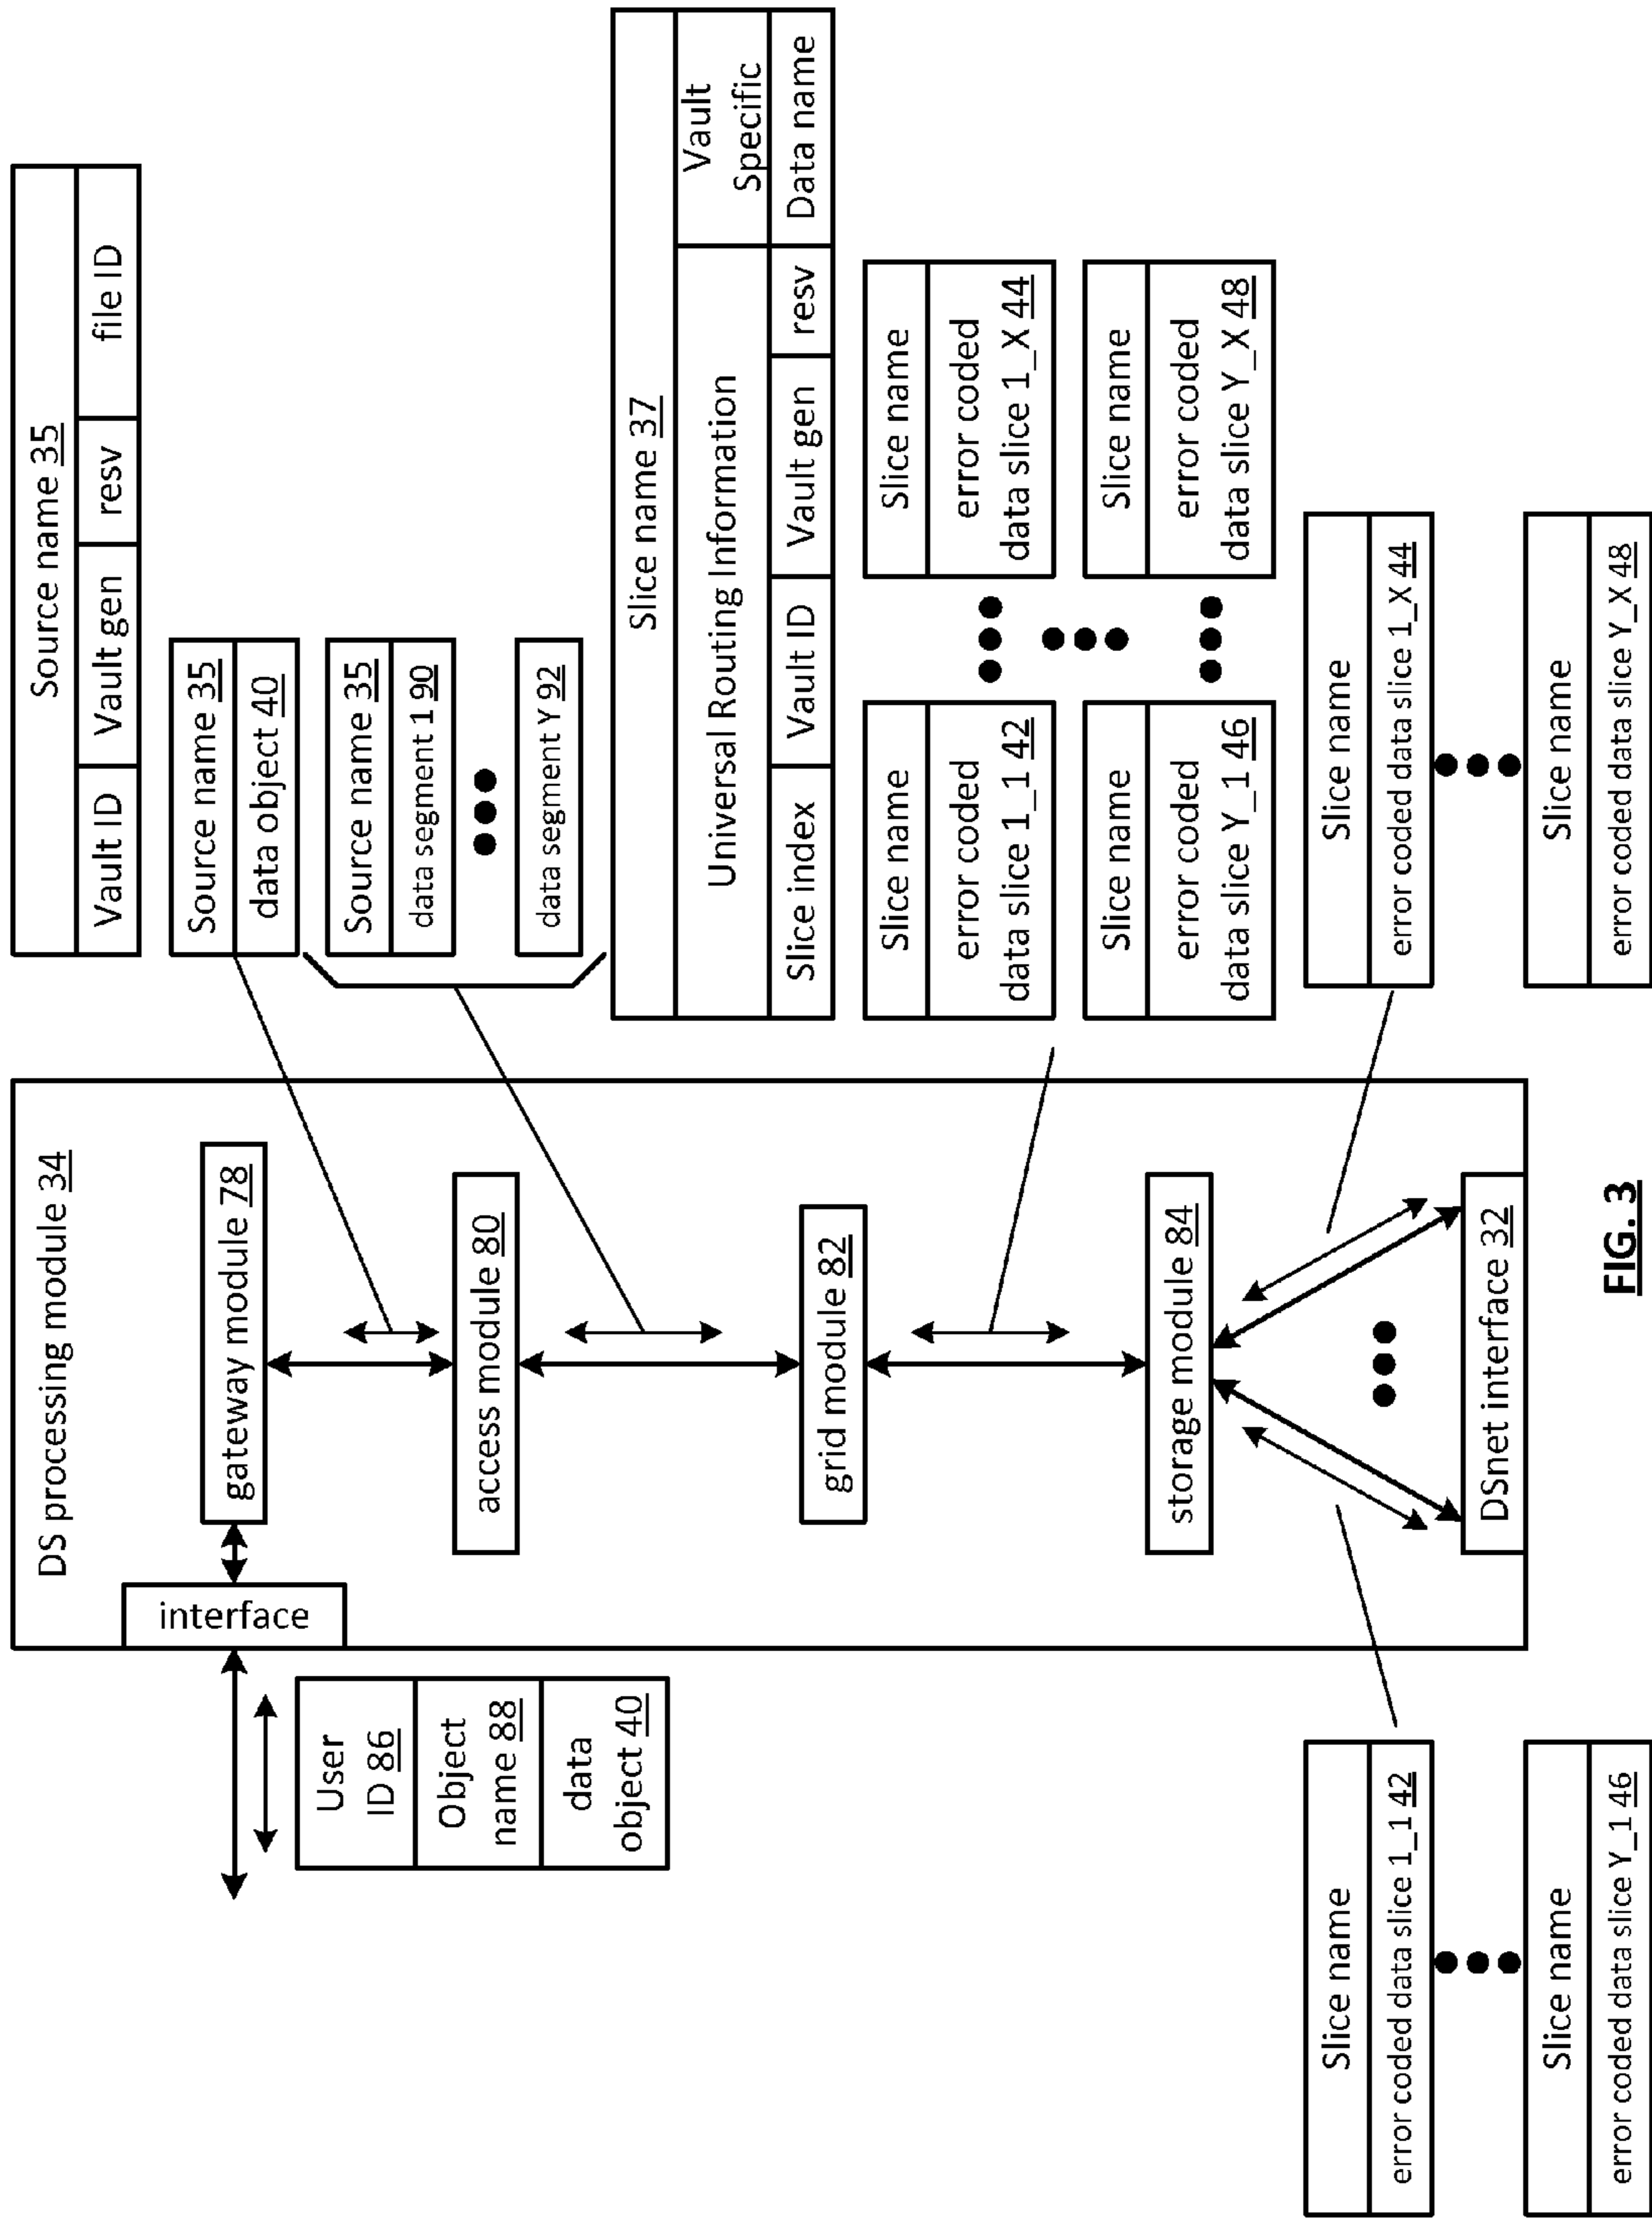 DS processing module 34
interface
gateway module 78
access module 80
grid module 82
storage module 84
DSnet interface 32
User
ID 86
Object
name 88
data
object 40
Source name 35
Vault ID
Vault gen
resv
file ID
Source name 35
data object 40
Source name 35
data segment 1 90
data segment Y 92
Slice name 37
Universal Routing Information
Vault
Specific
Slice index
Vault ID
Vault gen
resv
Data name
Slice name
error coded
data slice 1_1 42
Slice name
error coded
data slice 1_X 44
Slice name
error coded
data slice Y_1 46
Slice name
error coded
data slice Y_X 48
Slice name
error coded data slice 1_1 42
Slice name
error coded data slice Y_1 46
Slice name
error coded data slice 1_X 44
Slice name
error coded data slice Y_X 48
FIG. 3